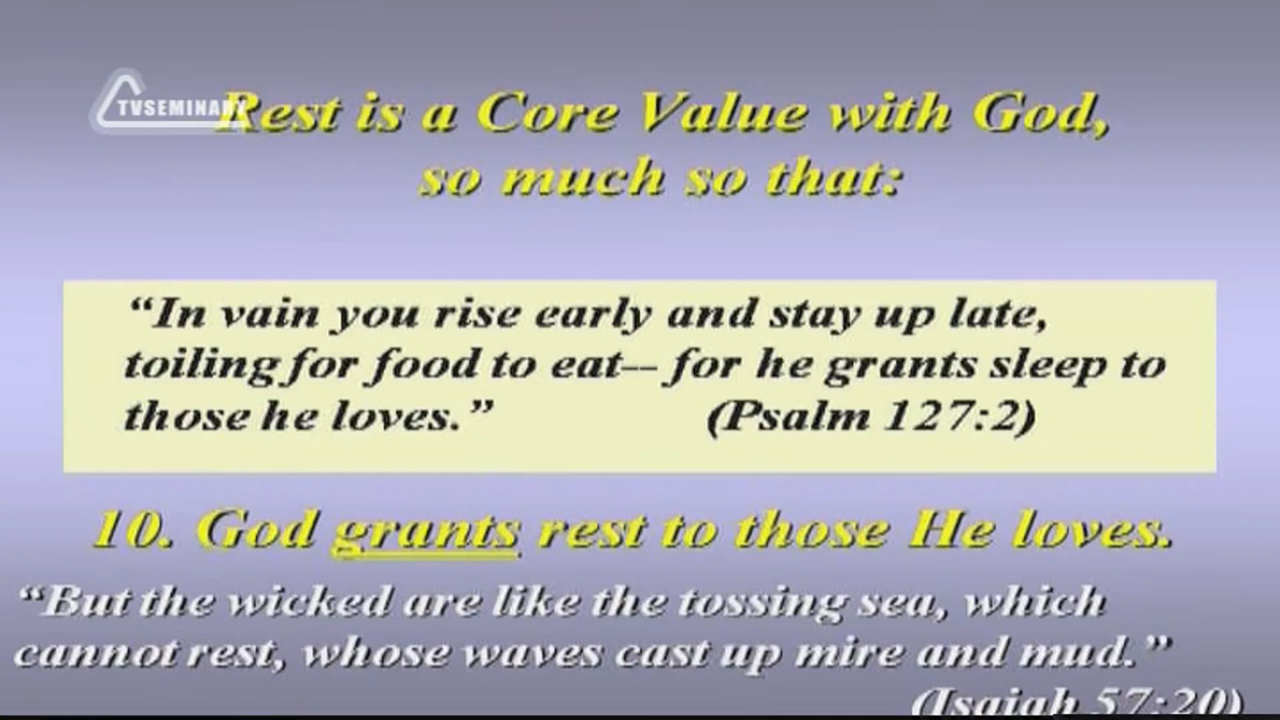 TVSEMINARY
Rest is a Core Value with God,
so much so that:
“In vain you rise early and stay up late,
toiling for food to eat-- for he grants sleep to
those he loves.” (Psalm 127:2)
10. God grants rest to those He loves.
“But the wicked are like the tossing sea, which
cannot rest, whose waves cast up mire and mud.”
(Isaiah 57:20)